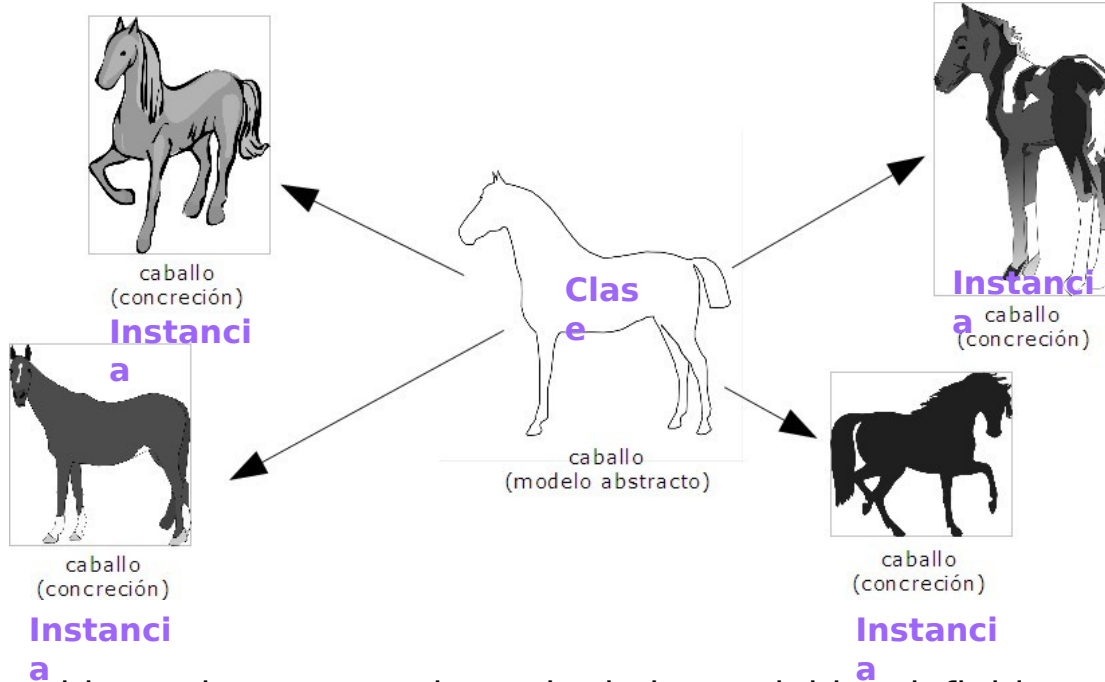 caballo
(concreción)
Instanci
a
Clas
e
caballo
(modelo abstracto)
Instanci
a
caballo
(concreción)
caballo
(concreción)
Instanci
a
caballo
(concreción)
Instanci
a